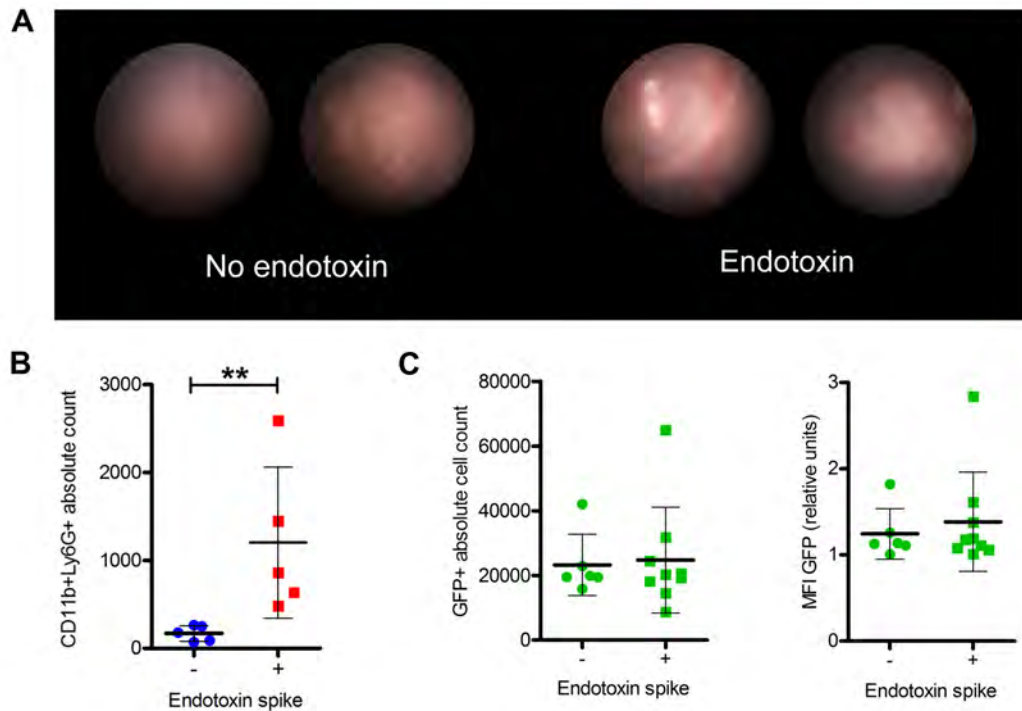 A
No endotoxin
Endotoxin
B
CD11b+Ly6G+ absolute count
3000
2000
1000
0
**
-
+
Endotoxin spike
C
GFP+ absolute cell count
80000
60000
40000
20000
0
-
+
Endotoxin spike
MFI GFP (relative units)
3
2
1
0
-
+
Endotoxin spike